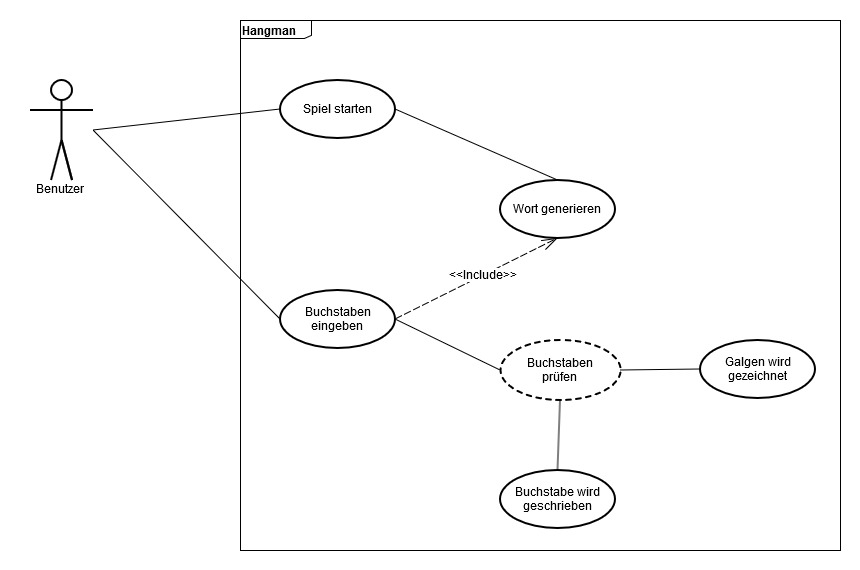 Hangman
Spiel starten
Benutzer
Wort generieren
<<Include>>
Buchstaben
eingeben
Buchstaben
prüfen
Galgen wird
gezeichnet
Buchstabe wird
geschrieben